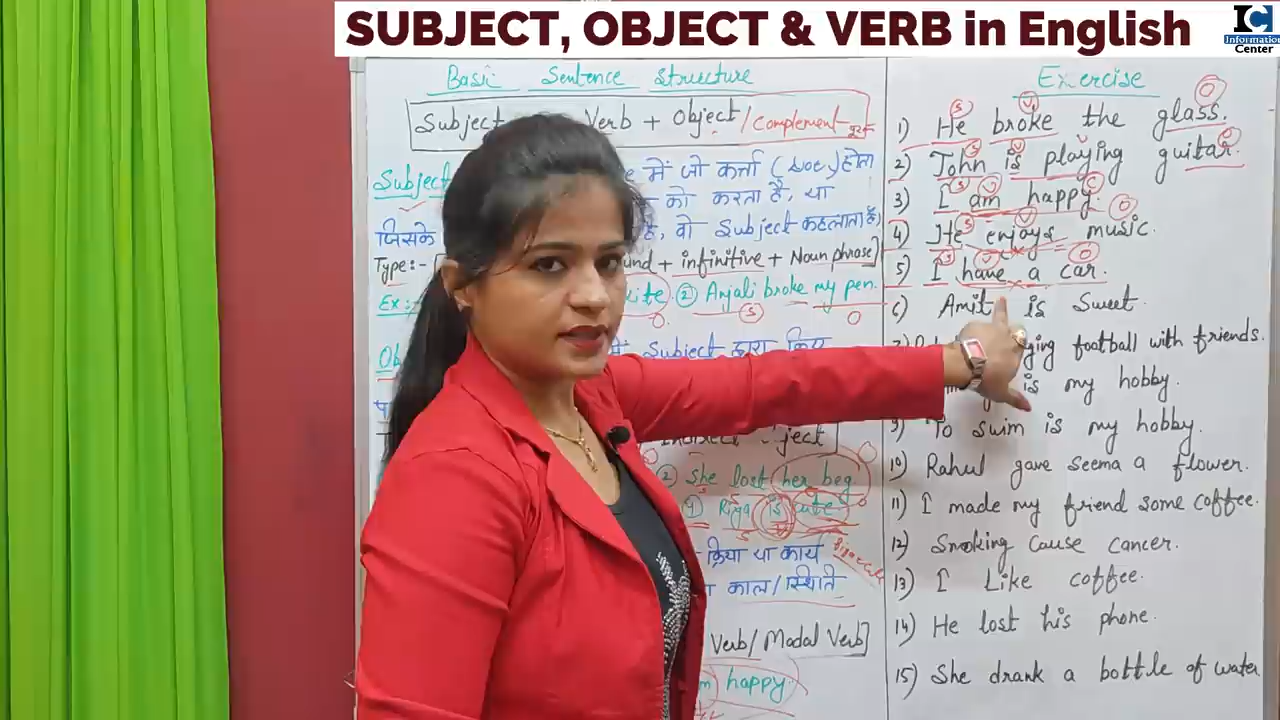 SUBJECT, OBJECT & VERB in English
IC
Information
Center
Basic Sentence Structure
Subject Verb + Object / Complement
Subject
में जो कर्त्ता (Doer) होता
को करता है, या
जिसके है, वो Subject कहलाता है
Type:- + infinitive + Noun phrase]
Ex:- ② Anjali broke my pen.
में Subject द्वारा किए
Object]
② She lost her beg
Riya is cute
क्रिया या कार्य
काल/स्थिति
Verb/ Modal Verb]
happy.
Exercise
1) He broke the glass.
2) John is playing guitar.
3) I am happy.
4) He enjoys music.
5) I have a car.
6) Amit is Sweet.
football with friends.
is my hobby.
9) To swim is my hobby.
10) Rahul gave Seema a flower.
11) I made my friend some coffee.
12) Smoking cause cancer.
13) I Like coffee.
14) He lost his phone.
15) She drank a bottle of water